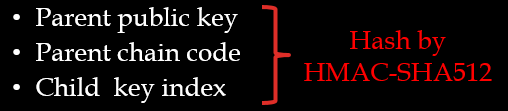 • Parent public key
• Parent chain code
• Child key index
Hash by
HMAC-SHA512